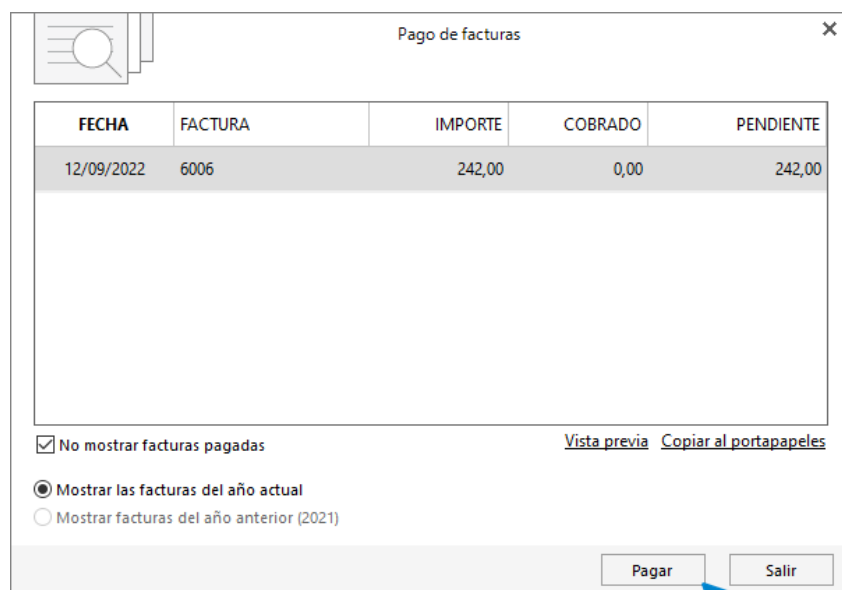 Pago de facturas
FECHA FACTURA IMPORTE COBRADO PENDIENTE
12/09/2022 6006 242,00 0,00 242,00
No mostrar facturas pagadas Vista previa Copiar al portapapeles
Mostrar las facturas del año actual
Mostrar facturas del año anterior (2021)
Pagar Salir